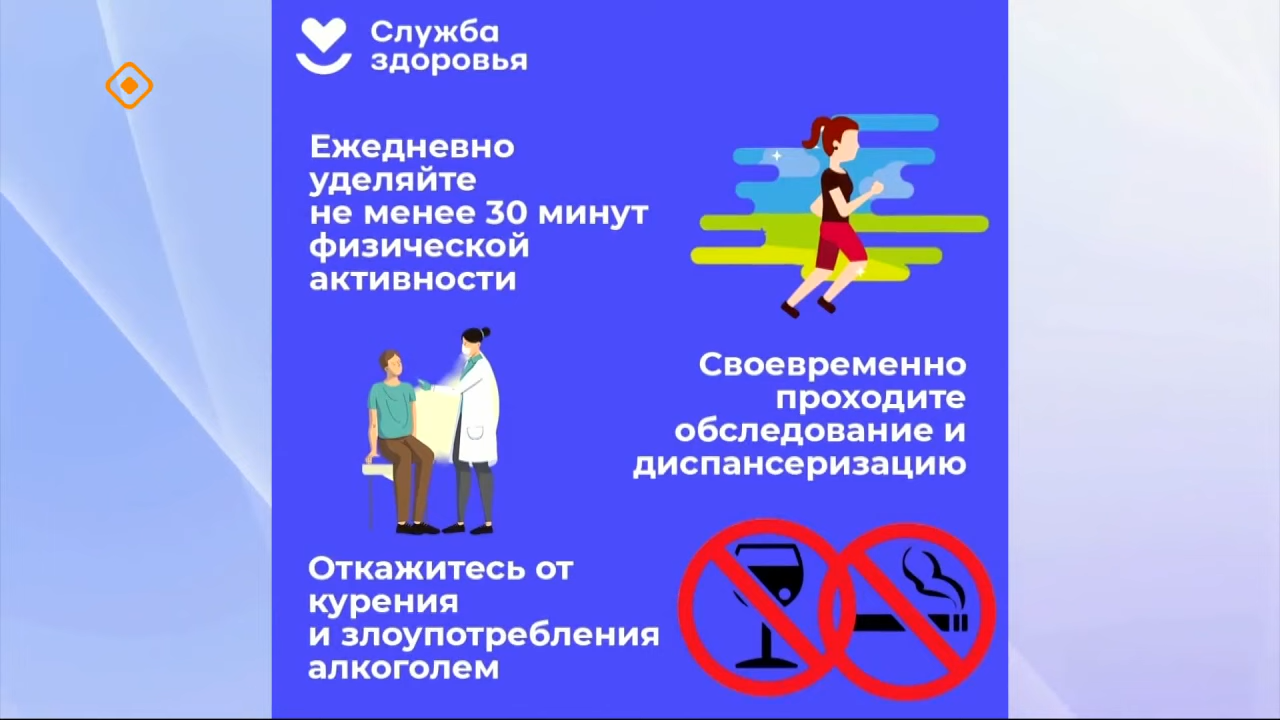 Служба
здоровья
Ежедневно
уделяйте
не менее 30 минут
физической
активности
Своевременно
проходите
обследование и
диспансеризацию
Откажитесь от
курения
и злоупотребления
алкоголем